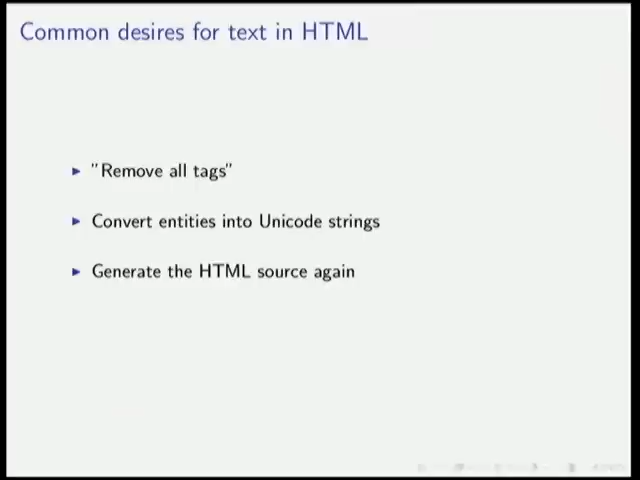 Common desires for text in HTML
"Remove all tags"
Convert entities into Unicode strings
Generate the HTML source again